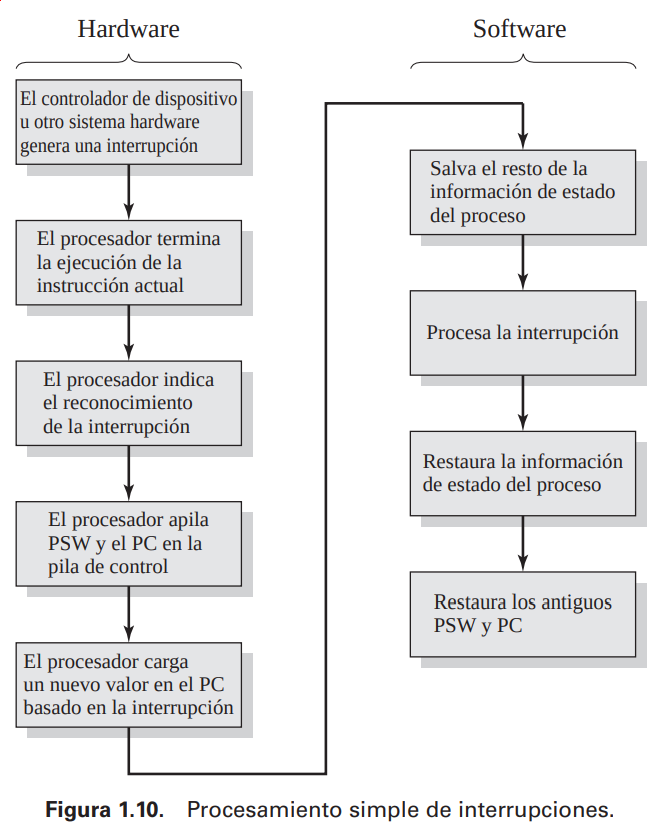 Hardware
El controlador de dispositivo
u otro sistema hardware
genera una interrupción
El procesador termina
la ejecución de la
instrucción actual
El procesador indica
el reconocimiento
de la interrupción
El procesador apila
PSW y el PC en la
pila de control
El procesador carga
un nuevo valor en el PC
basado en la interrupción
Software
Salva el resto de la
información de estado
del proceso
Procesa la interrupción
Restaura la información
de estado del proceso
Restaura los antiguos
PSW y PC
Figura 1.10. Procesamiento simple de interrupciones.